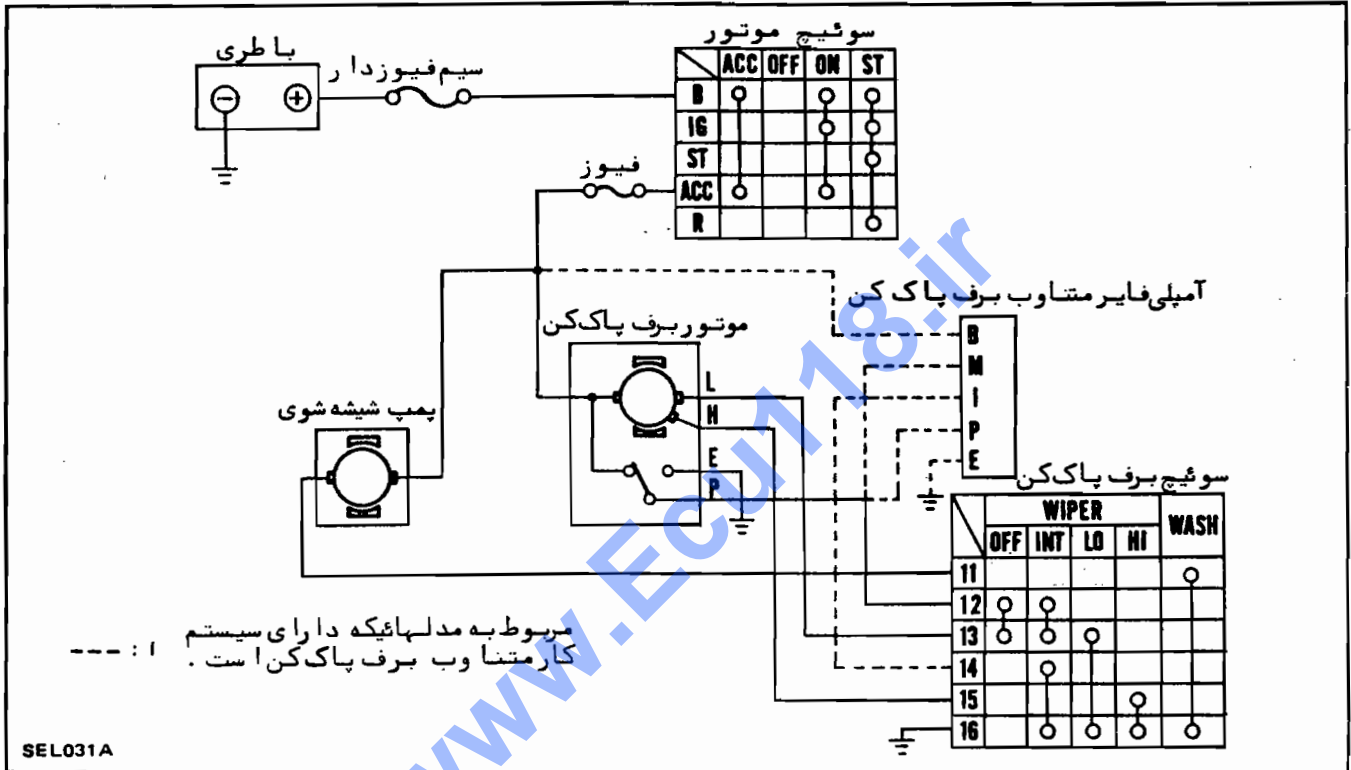 سوئیچ موتور
باطری
سیم‌فیوزدار
ACC OFF ON ST
B
IG
ST
ACC
R
فیوز
آمپلی‌فایر متناوب برف پاک کن
B
M
I
P
E
موتور برف پاک‌کن
L
H
E
P
پمپ شیشه شوی
سوئیچ برف پاک‌کن
WIPER WASH
OFF INT LO HI
11
12
13
14
15
16
مربوط به مدلهائیکه دارای سیستم
کار متناوب برف پاک‌کن است .
ا : ---
SEL031A
www.Ecu118.ir